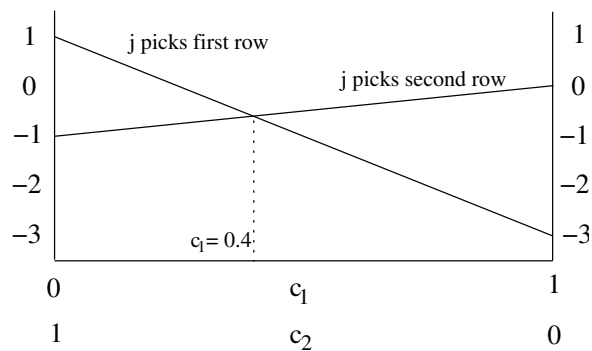 1 j picks first row 1
0 j picks second row 0
−1 −1
−2 −2
−3 c1= 0.4 −3
0 c1 1
1 c2 0